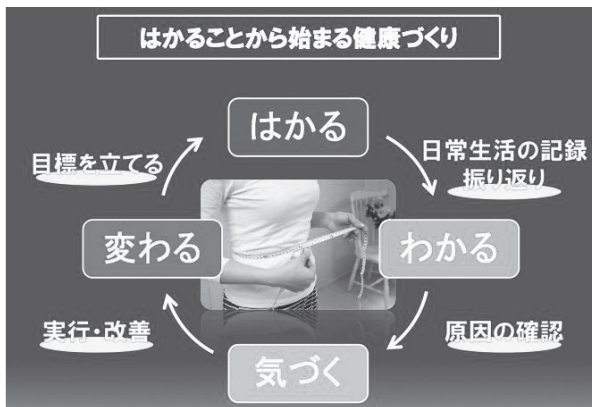 はかることから始まる健康づくり
はかる
日常生活の記録
振り返り
わかる
原因の確認
気づく
実行・改善
変わる
目標を立てる